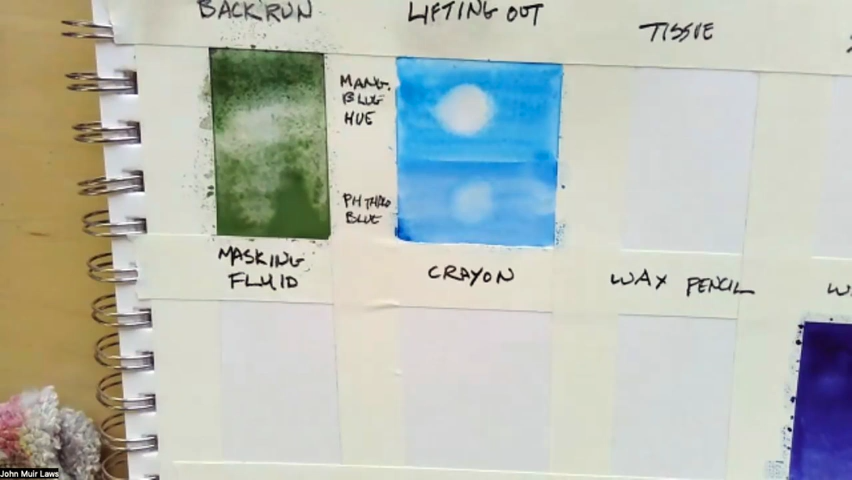 BACKRUN
LIFTING OUT
TISSUE
MANG.
BLUE
HUE
PHTHALO
BLUE
MASKING
FLUID
CRAYON
WAX PENCIL
W
John Muir Laws